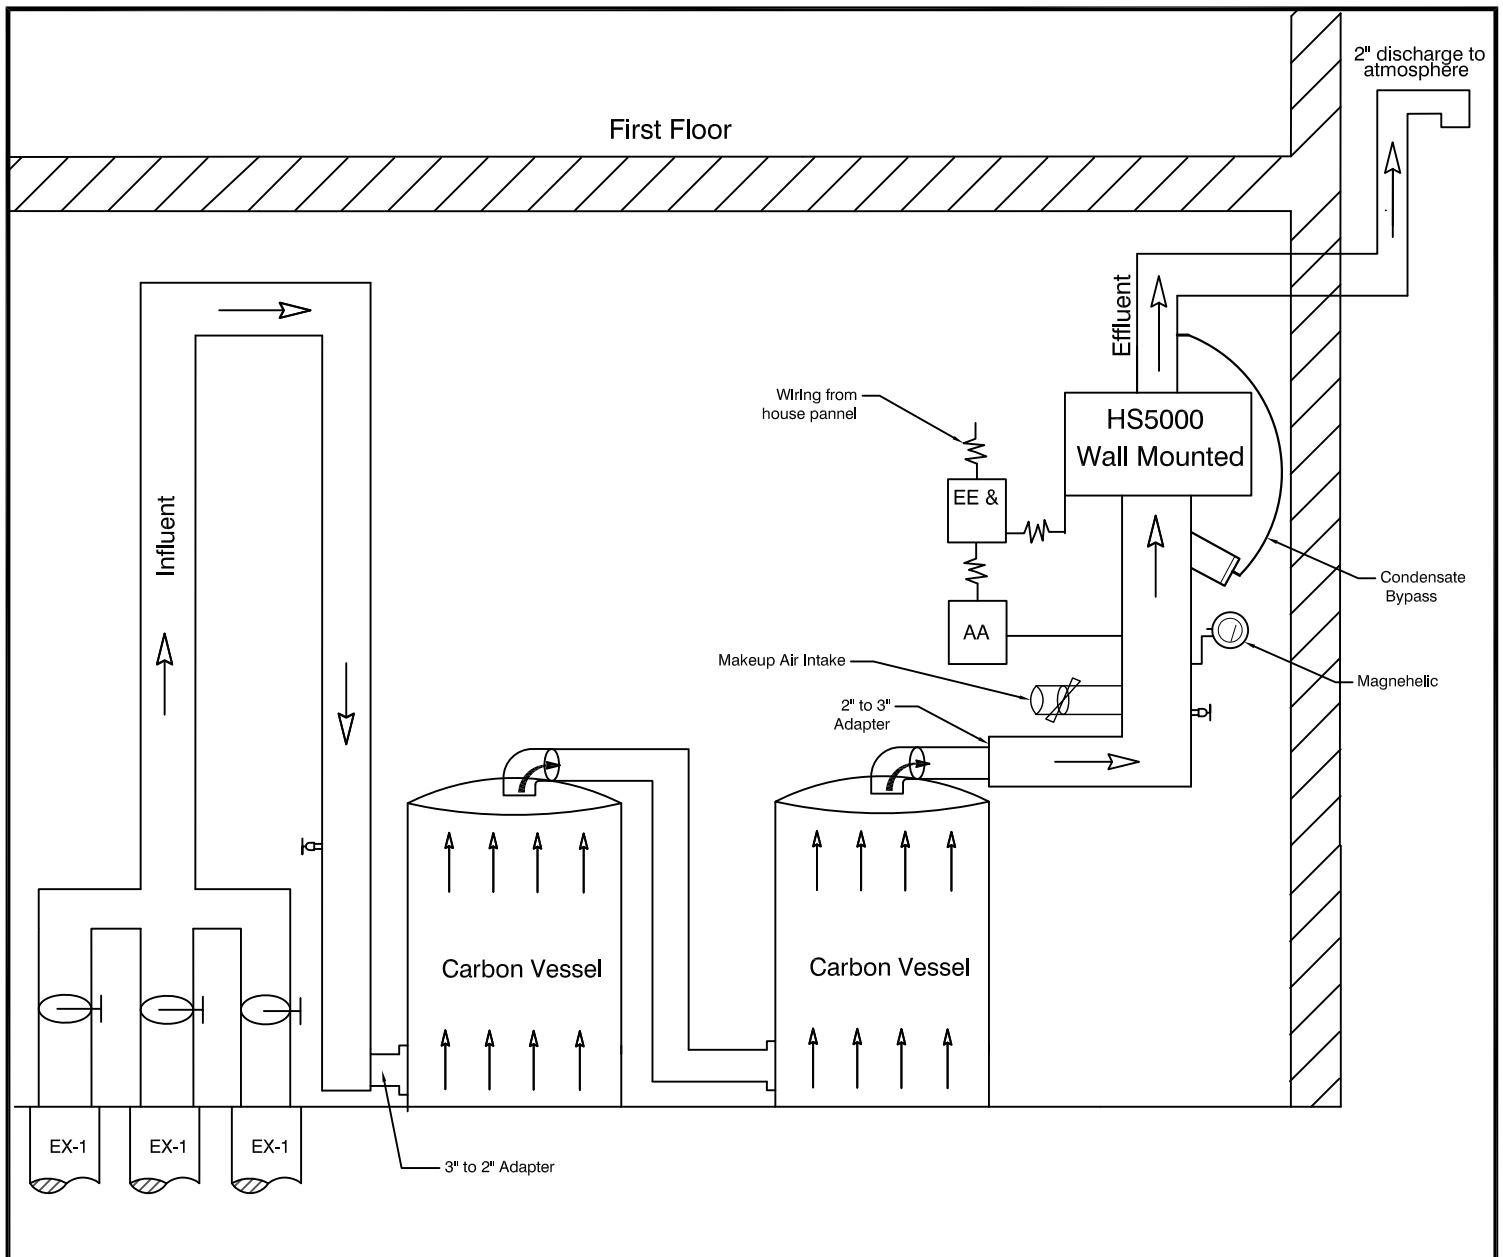 2" discharge to
atmosphere
First Floor
Effluent
Wiring from
house pannel
HS5000
Wall Mounted
EE &
Influent
Condensate
Bypass
AA
Makeup Air Intake
Magnehelic
2" to 3"
Adapter
Carbon Vessel
Carbon Vessel
EX-1
EX-1
EX-1
3" to 2" Adapter